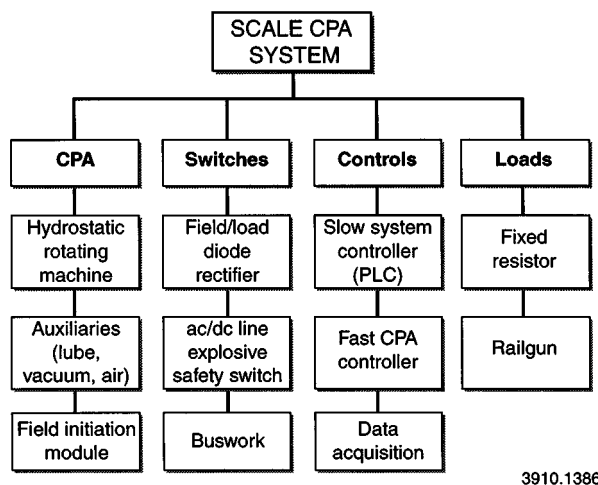 SCALE CPA
SYSTEM
CPA
Switches
Controls
Loads
Hydrostatic
rotating
machine
Field/load
diode
rectifier
Slow system
controller
(PLC)
Fixed
resistor
Auxiliaries
(lube,
vacuum, air)
ac/dc line
explosive
safety switch
Fast CPA
controller
Railgun
Field initiation
module
Buswork
Data
acquisition
3910.1386